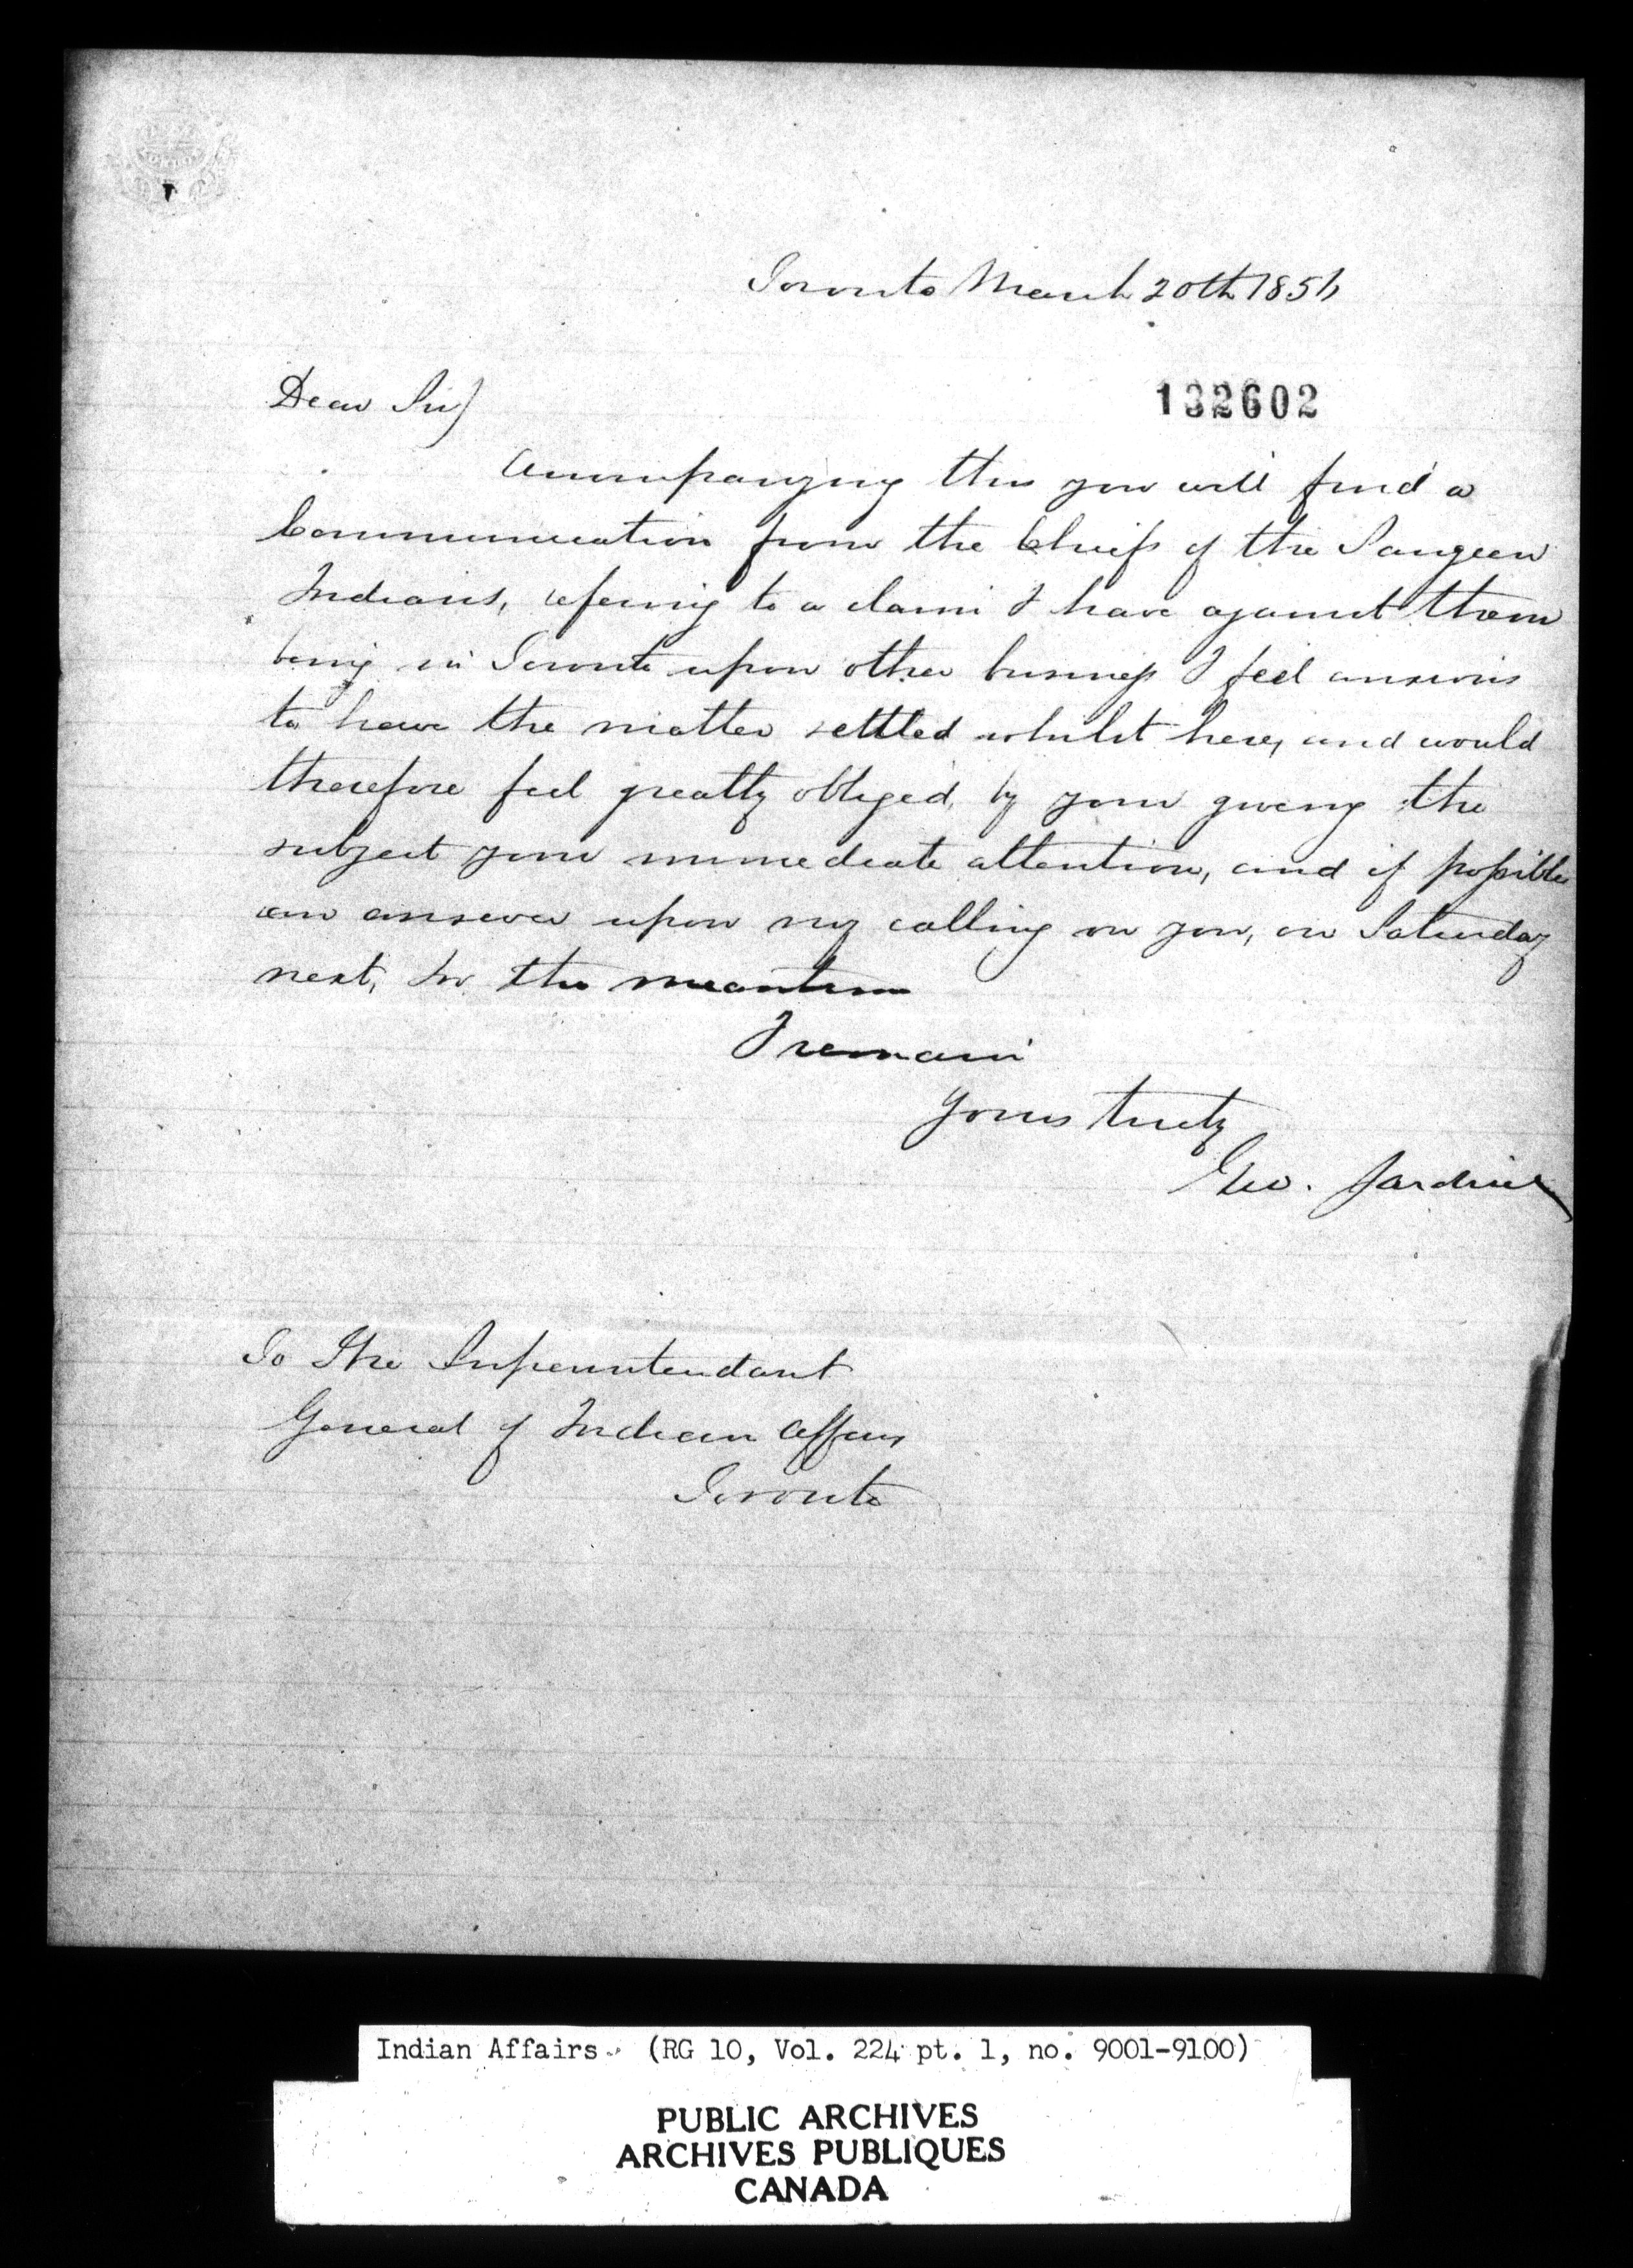 Toronto March 20th 1856
132602
Dear Sir)
Accompanying this you will find a
Communication from the Chiefs of the Saugeen
Indians, refering to a claim I have against them
being in Toronto upon other business I feel anxious
to have the matter settled whilst here, and would
therefore feel greatly obliged, by your giving the
subject your immediate attention, and if possible
an answer upon my calling on you, on Saturday
next, In the meantime
I remain
Yours truly
Geo. Jardine
To The Superintendant
General of Indian Affairs
Toronto
Indian Affairs. (RG 10, Vol. 224 pt. 1, no. 9001-9100)
PUBLIC ARCHIVES
ARCHIVES PUBLIQUES
CANADA